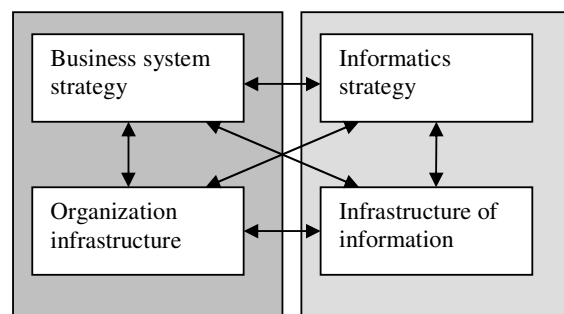 Business system
strategy
Informatics
strategy
Organization
infrastructure
Infrastructure of
information